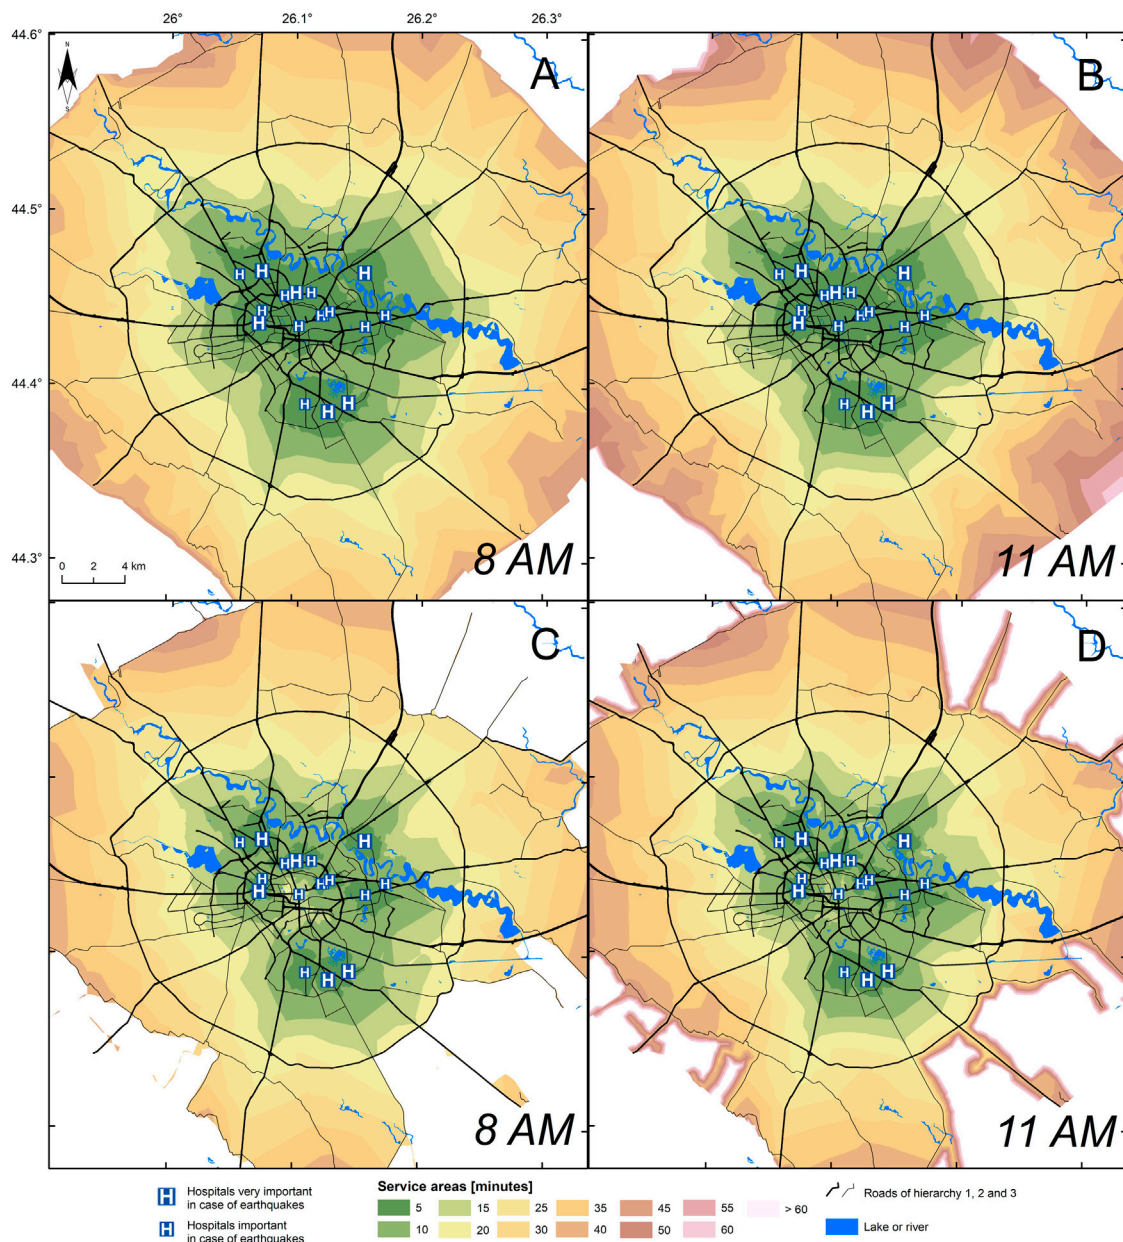 26° 26.1° 26.2° 26.3°
44.6°
N
S
A
B
44.5°
44.4°
44.3°
0 2 4 km
8 AM
11 AM
C
D
8 AM
11 AM
H Hospitals very important
in case of earthquakes
H Hospitals important
in case of earthquakes
Service areas [minutes]
5 15 25 35 45 55 > 60
10 20 30 40 50 60
Roads of hierarchy 1, 2 and 3
Lake or river